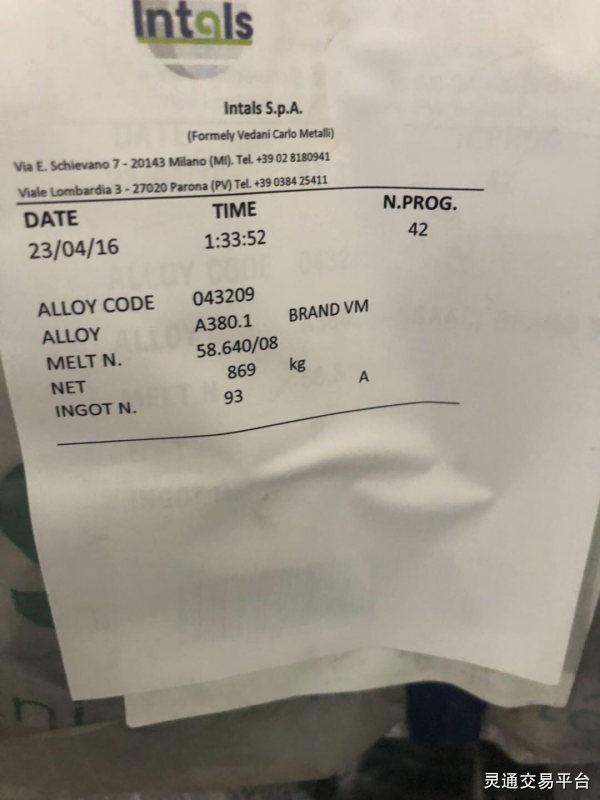 Intals
Intals S.p.A.
(Formely Vedani Carlo Metalli)
Via E. Schievano 7 - 20143 Milano (MI). Tel. +39 02 8180941
Viale Lombardia 3 - 27020 Parona (PV) Tel. +39 0384 25411
DATE TIME N.PROG.
23/04/16 1:33:52 42
ALLOY CODE 043209
ALLOY A380.1 BRAND VM
MELT N. 58.640/08
NET 869 kg
INGOT N. 93 A
灵通交易平台